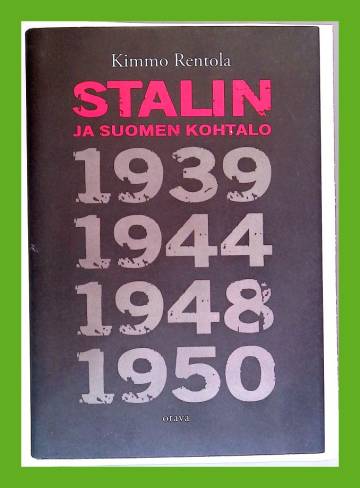 Kimmo Rentola
STALIN
JA SUOMEN KOHTALO
1939
1944
1948
1950
otava